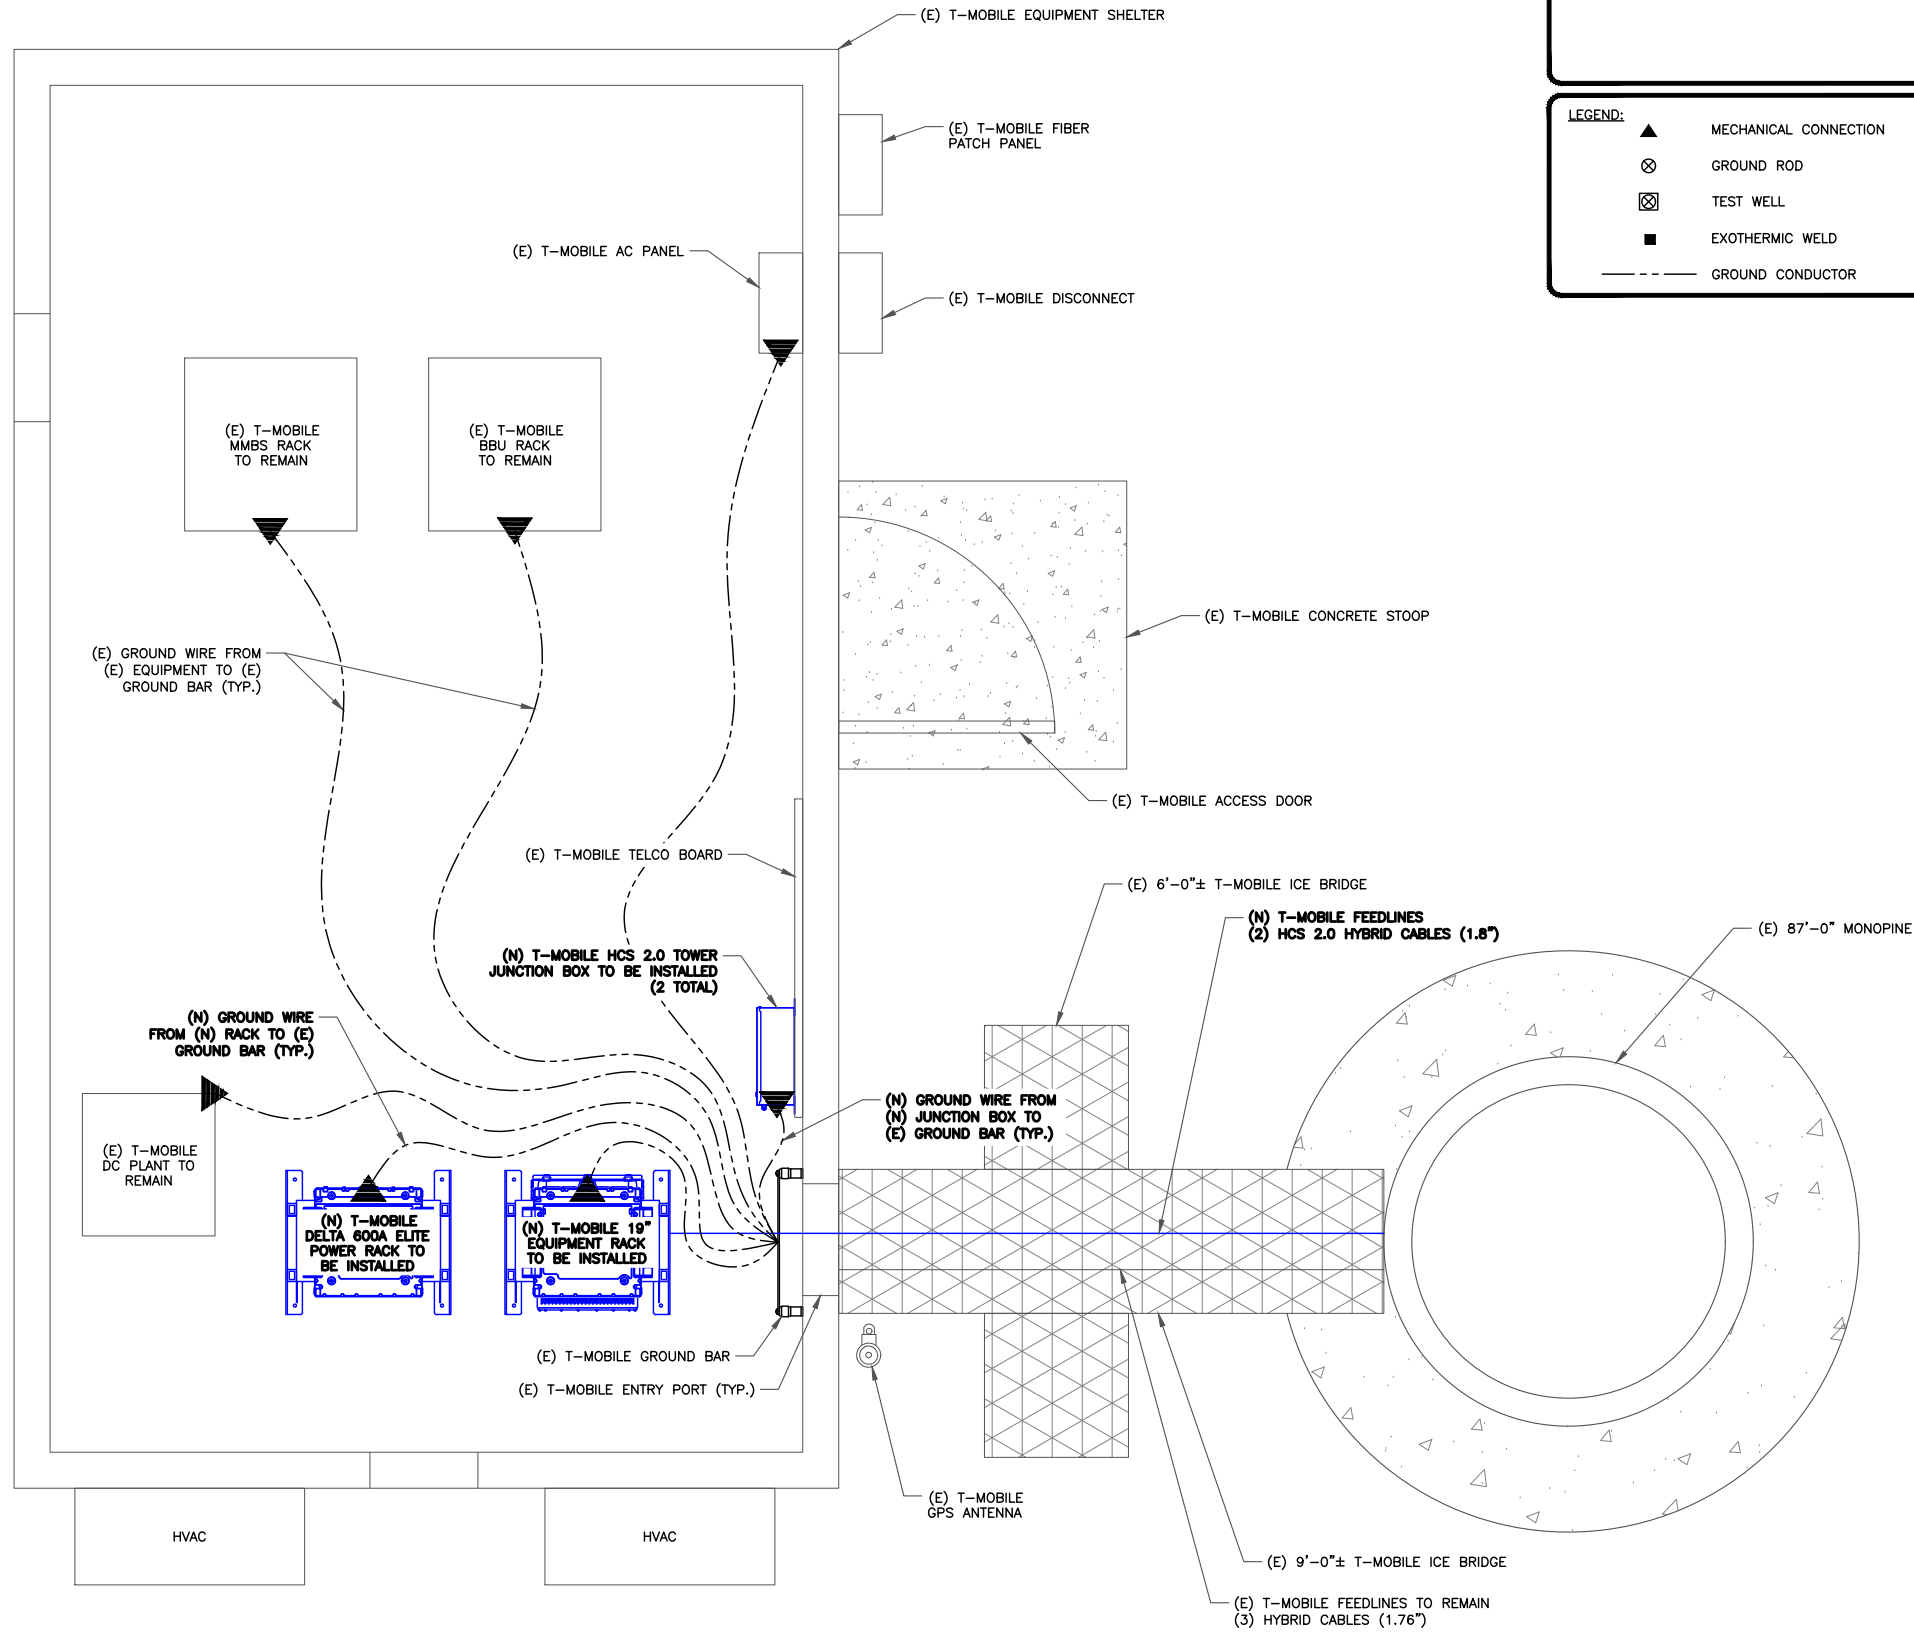 (E) T-MOBILE EQUIPMENT SHELTER
LEGEND:
MECHANICAL CONNECTION
GROUND ROD
TEST WELL
EXOTHERMIC WELD
GROUND CONDUCTOR
(E) T-MOBILE FIBER
PATCH PANEL
(E) T-MOBILE AC PANEL
(E) T-MOBILE DISCONNECT
(E) T-MOBILE
MMBS RACK
TO REMAIN
(E) T-MOBILE
BBU RACK
TO REMAIN
(E) T-MOBILE CONCRETE STOOP
(E) GROUND WIRE FROM
(E) EQUIPMENT TO (E)
GROUND BAR (TYP.)
(E) T-MOBILE ACCESS DOOR
(E) T-MOBILE TELCO BOARD
(E) 6'-0"± T-MOBILE ICE BRIDGE
(N) T-MOBILE FEEDLINES
(2) HCS 2.0 HYBRID CABLES (1.8")
(E) 87'-0" MONOPINE
(N) T-MOBILE HCS 2.0 TOWER
JUNCTION BOX TO BE INSTALLED
(2 TOTAL)
(N) GROUND WIRE
FROM (N) RACK TO (E)
GROUND BAR (TYP.)
(N) GROUND WIRE FROM
(N) JUNCTION BOX TO
(E) GROUND BAR (TYP.)
(E) T-MOBILE
DC PLANT TO
REMAIN
(N) T-MOBILE
DELTA 600A ELITE
POWER RACK TO
BE INSTALLED
(N) T-MOBILE 19"
EQUIPMENT RACK
TO BE INSTALLED
(E) T-MOBILE GROUND BAR
(E) T-MOBILE ENTRY PORT (TYP.)
(E) T-MOBILE
GPS ANTENNA
HVAC
HVAC
(E) 9'-0"± T-MOBILE ICE BRIDGE
(E) T-MOBILE FEEDLINES TO REMAIN
(3) HYBRID CABLES (1.76")